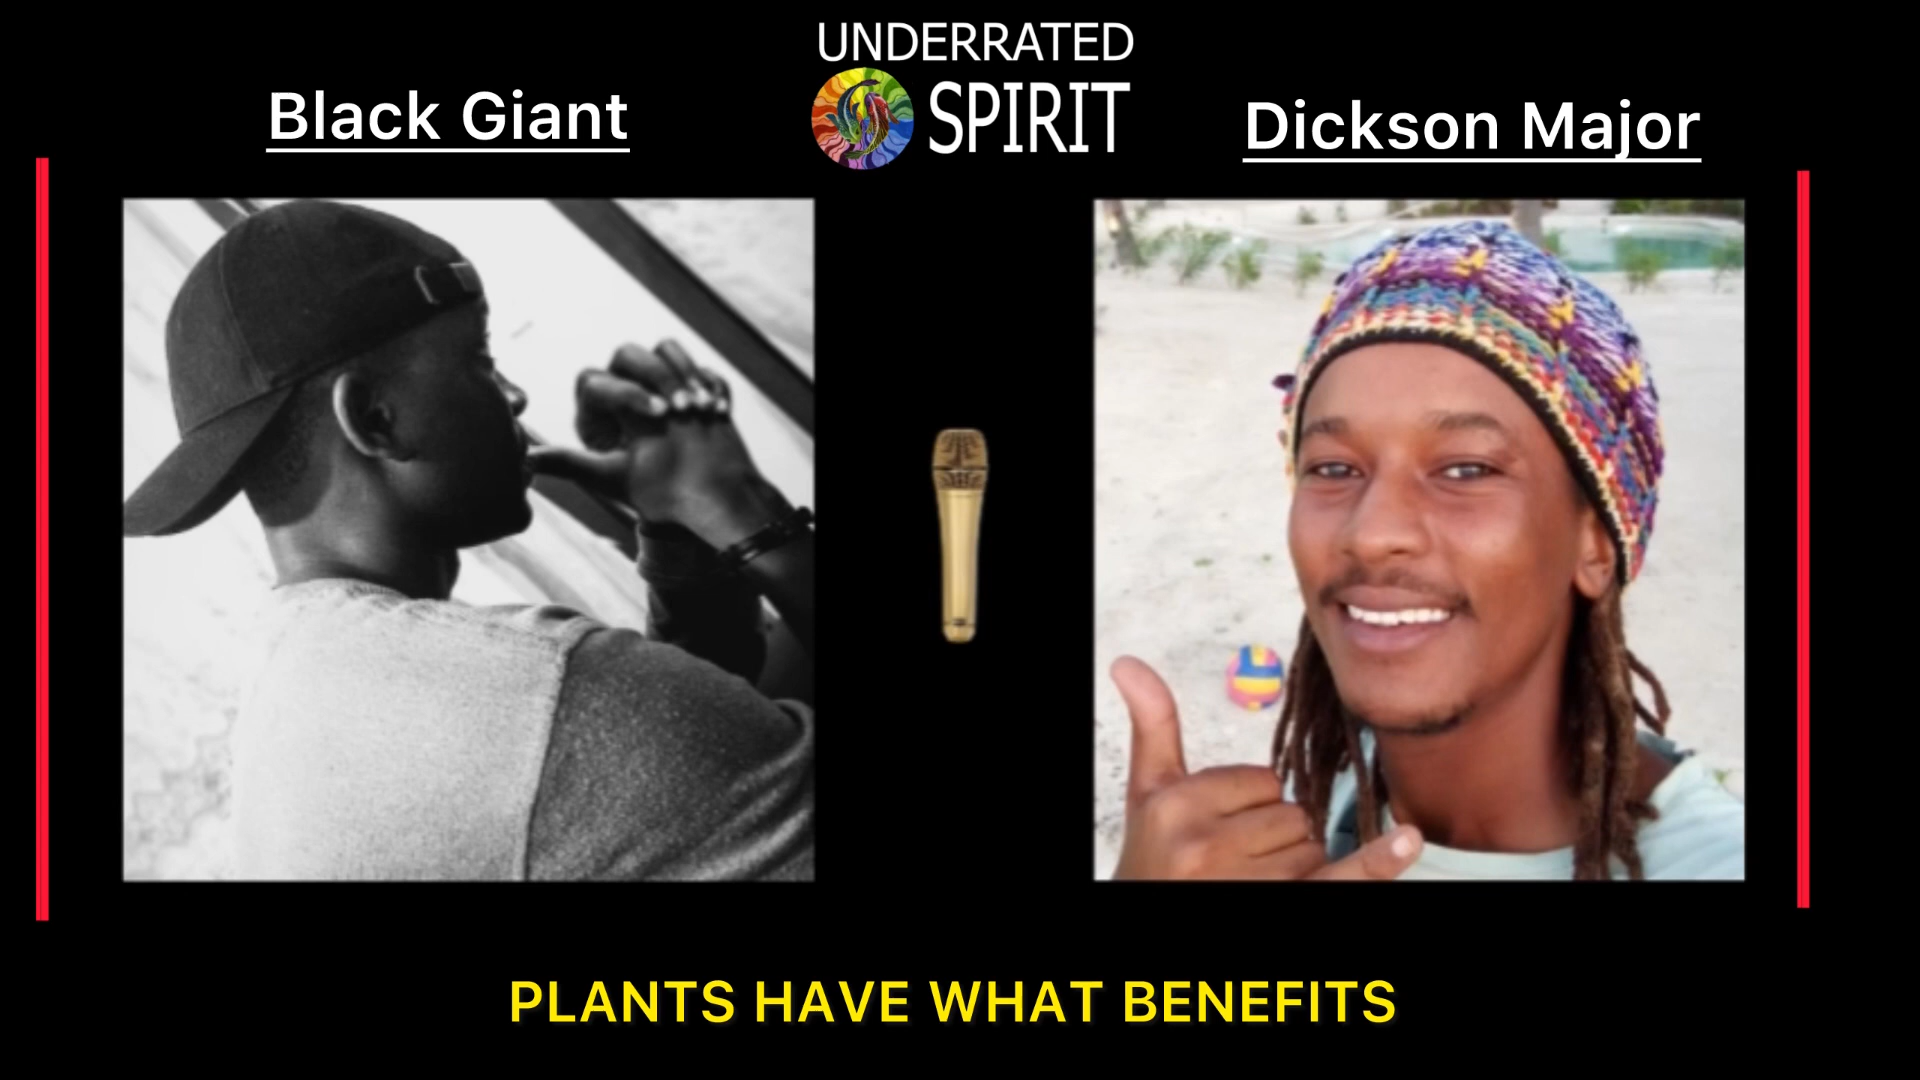 UNDERRATED
SPIRIT
Black Giant
Dickson Major
PLANTS HAVE WHAT BENEFITS